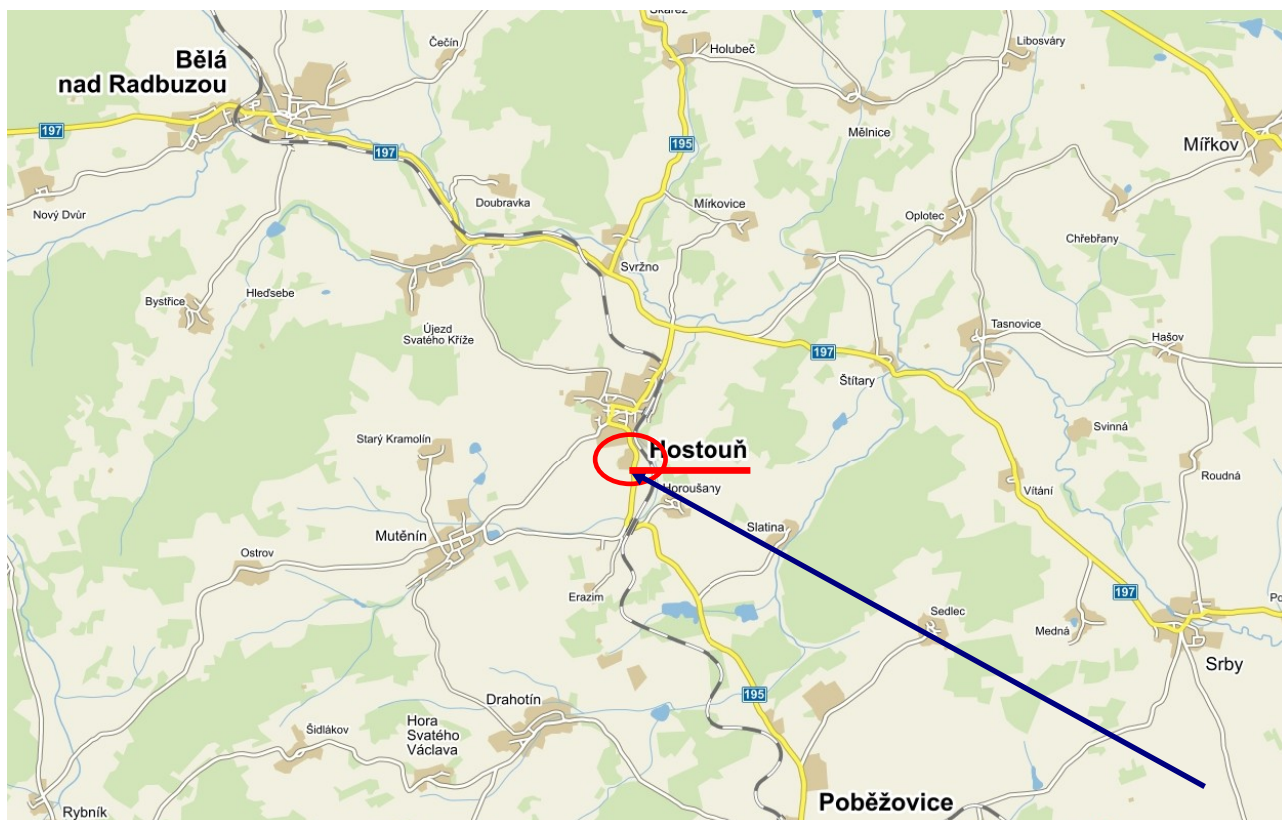 Skařez
Libosváry
Čečín
Holubeč
Bělá
nad Radbuzou
197
Mělnice
195
Mířkov
197
Doubravka
Mírkovice
Nový Dvůr
Oplotec
Chřebřany
Svržno
Bystřice
Hleďsebe
Újezd
Svatého Kříže
Tasnovice
Hašov
197
Štítary
Svinná
Starý Kramolín
Hostouň
Roudná
Horoušany
Vítání
Slatina
Mutěnín
Ostrov
Erazim
Sedlec
197
Medná
Srby
195
Drahotín
Hora
Svatého
Václava
Šidlákov
Rybník
Poběžovice